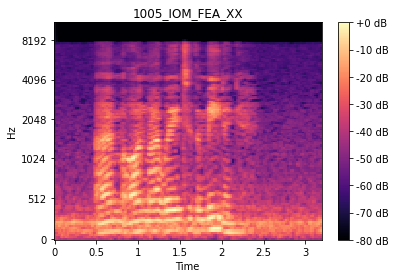 1005_IOM_FEA_XX
+0 dB
8192
-10 dB
4096
-20 dB
-30 dB
2048
Hz
-40 dB
1024
-50 dB
512
-60 dB
-70 dB
0
-80 dB
0 0.5 1 1.5 2 2.5 3
Time